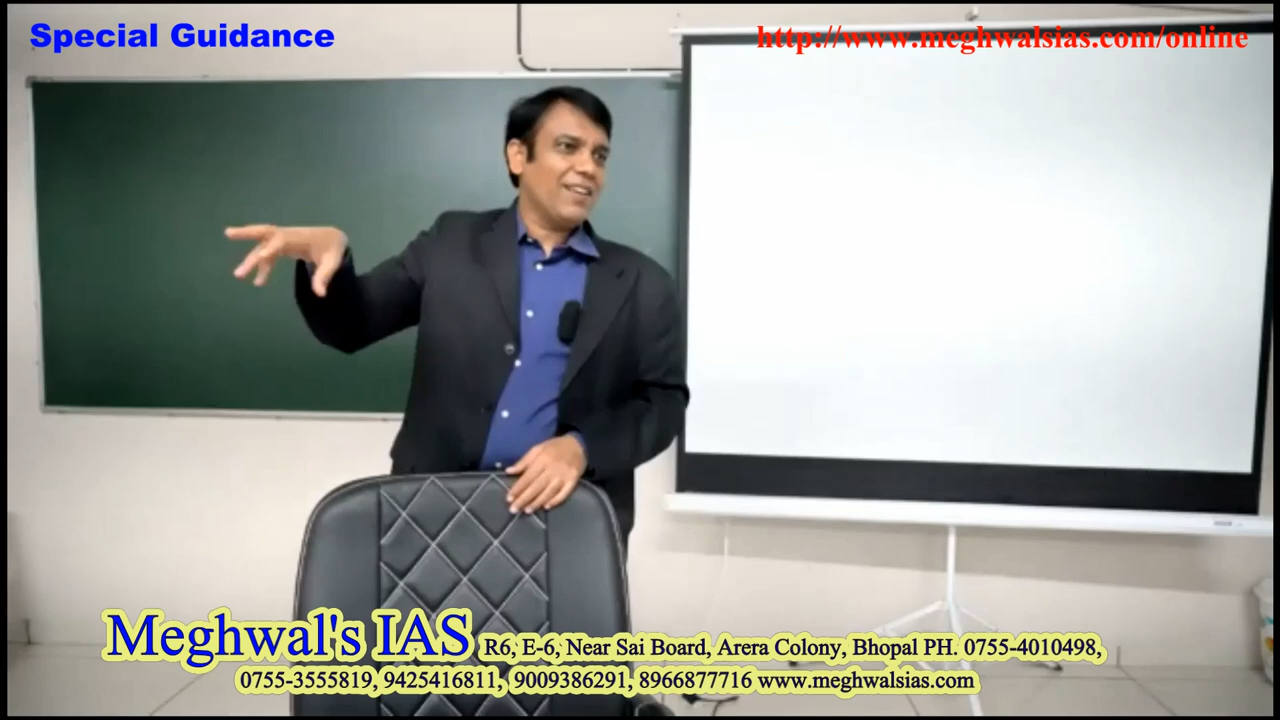 Special Guidance
http://www.meghwalsias.com/online
Meghwal's IAS R6, E-6, Near Sai Board, Arera Colony, Bhopal PH. 0755-4010498,
0755-3555819, 9425416811, 9009386291, 8966877716 www.meghwalsias.com